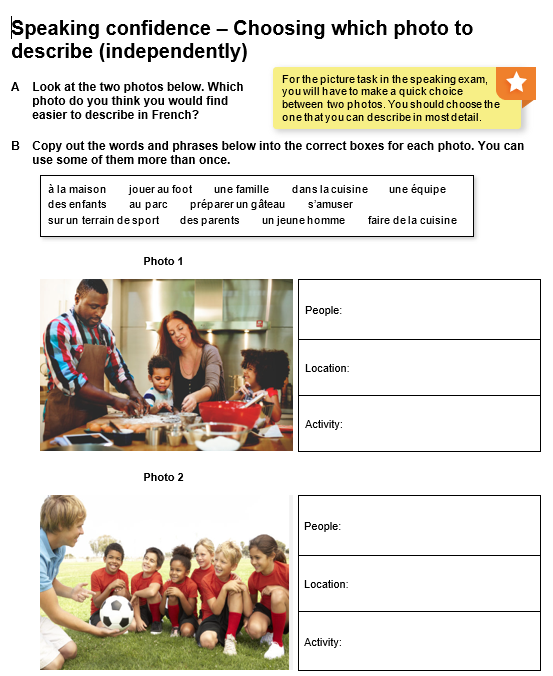 Speaking confidence – Choosing which photo to
describe (independently)
For the picture task in the speaking exam,
you will have to make a quick choice
between two photos. You should choose the
one that you can describe in most detail.
A Look at the two photos below. Which
photo do you think you would find
easier to describe in French?
B Copy out the words and phrases below into the correct boxes for each photo. You can
use some of them more than once.
à la maison jouer au foot une famille dans la cuisine une équipe
des enfants au parc préparer un gâteau s'amuser
sur un terrain de sport des parents un jeune homme faire de la cuisine
Photo 1
People:
Location:
Activity:
Photo 2
People:
Location:
Activity: